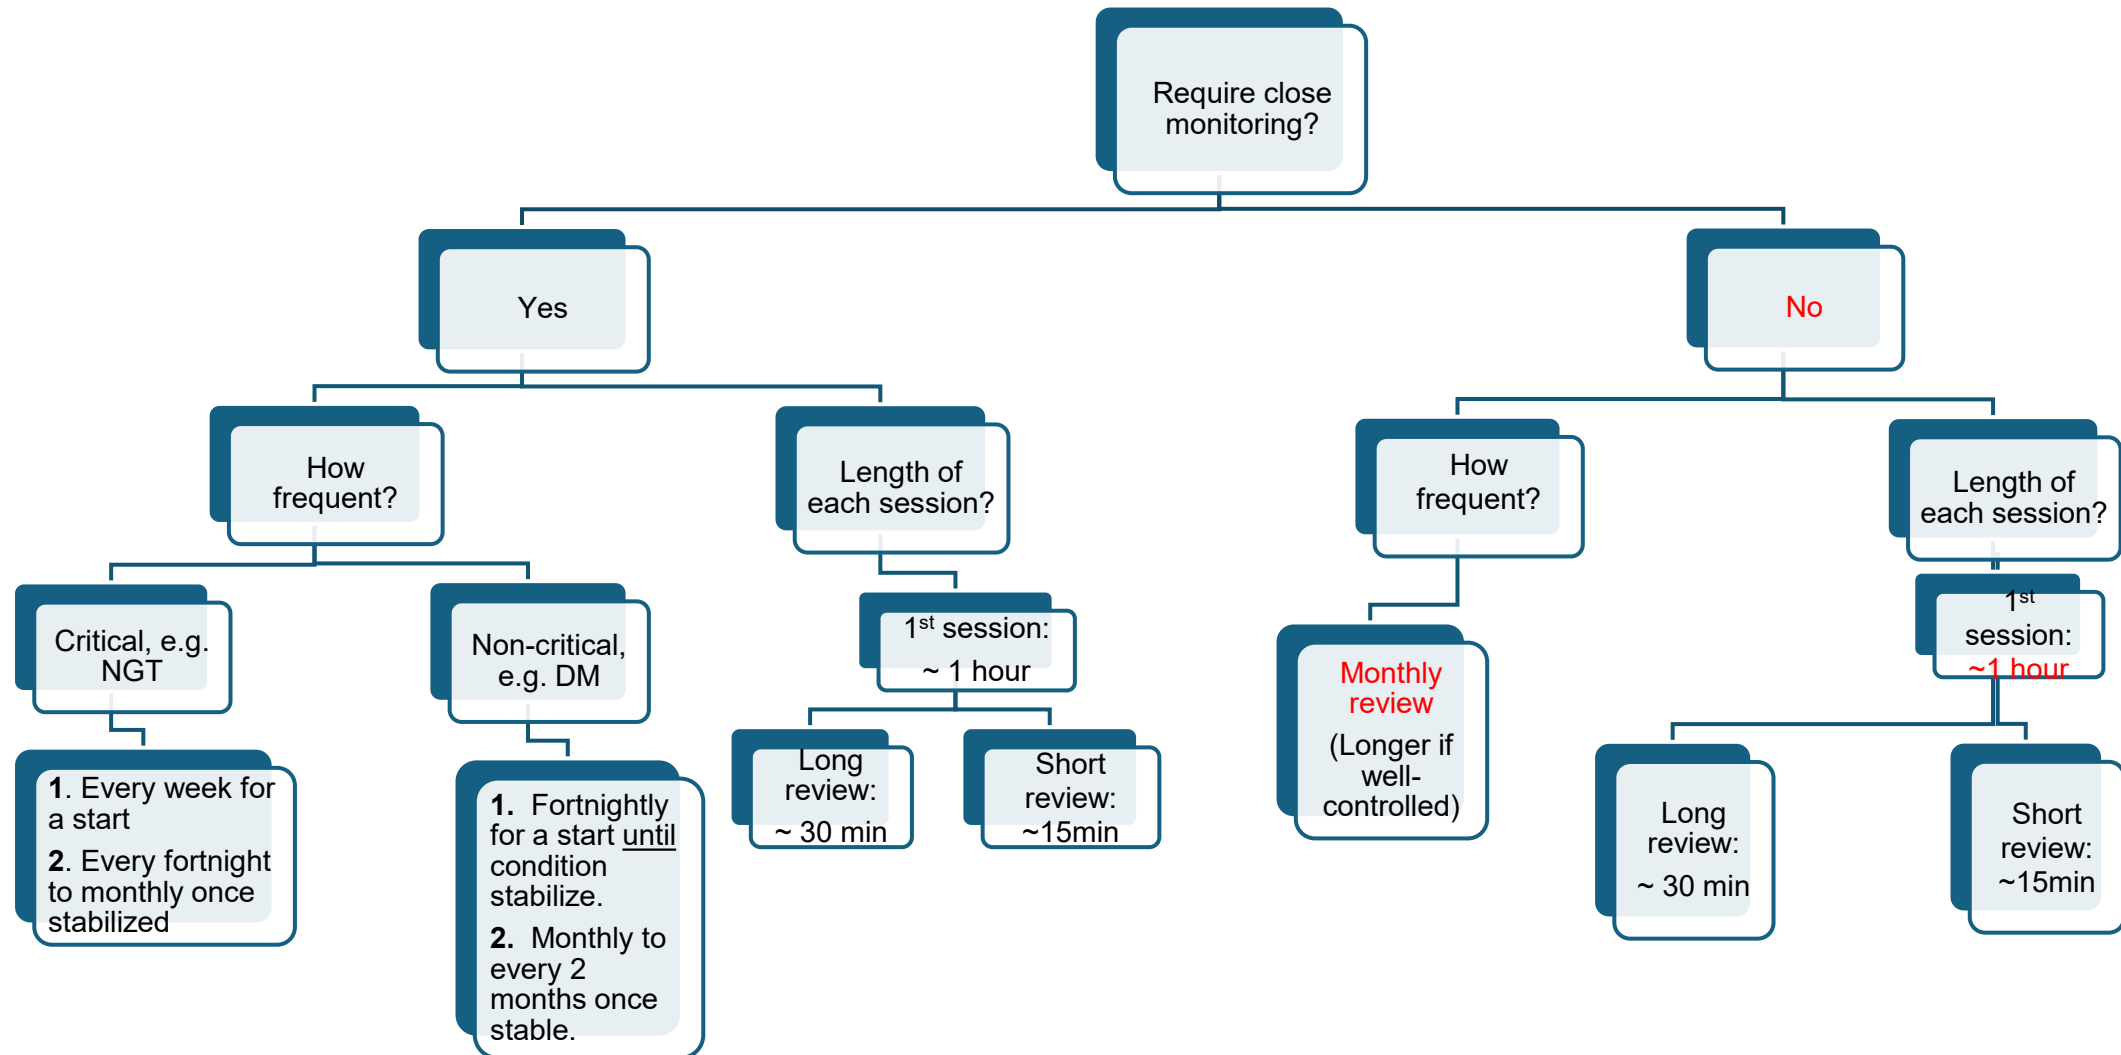 Require close
monitoring?
Yes
No
How
frequent?
Length of
each session?
How
frequent?
Length of
each session?
Critical, e.g.
NGT
Non-critical,
e.g. DM
1st session:
~ 1 hour
Monthly
review
(Longer if
well-
controlled)
1st
session:
~1 hour
1. Every week for
a start
2. Every fortnight
to monthly once
stabilized
1. Fortnightly
for a start until
condition
stabilize.
2. Monthly to
every 2
months once
stable.
Long
review:
~ 30 min
Short
review:
~15min
Long
review:
~ 30 min
Short
review:
~15min